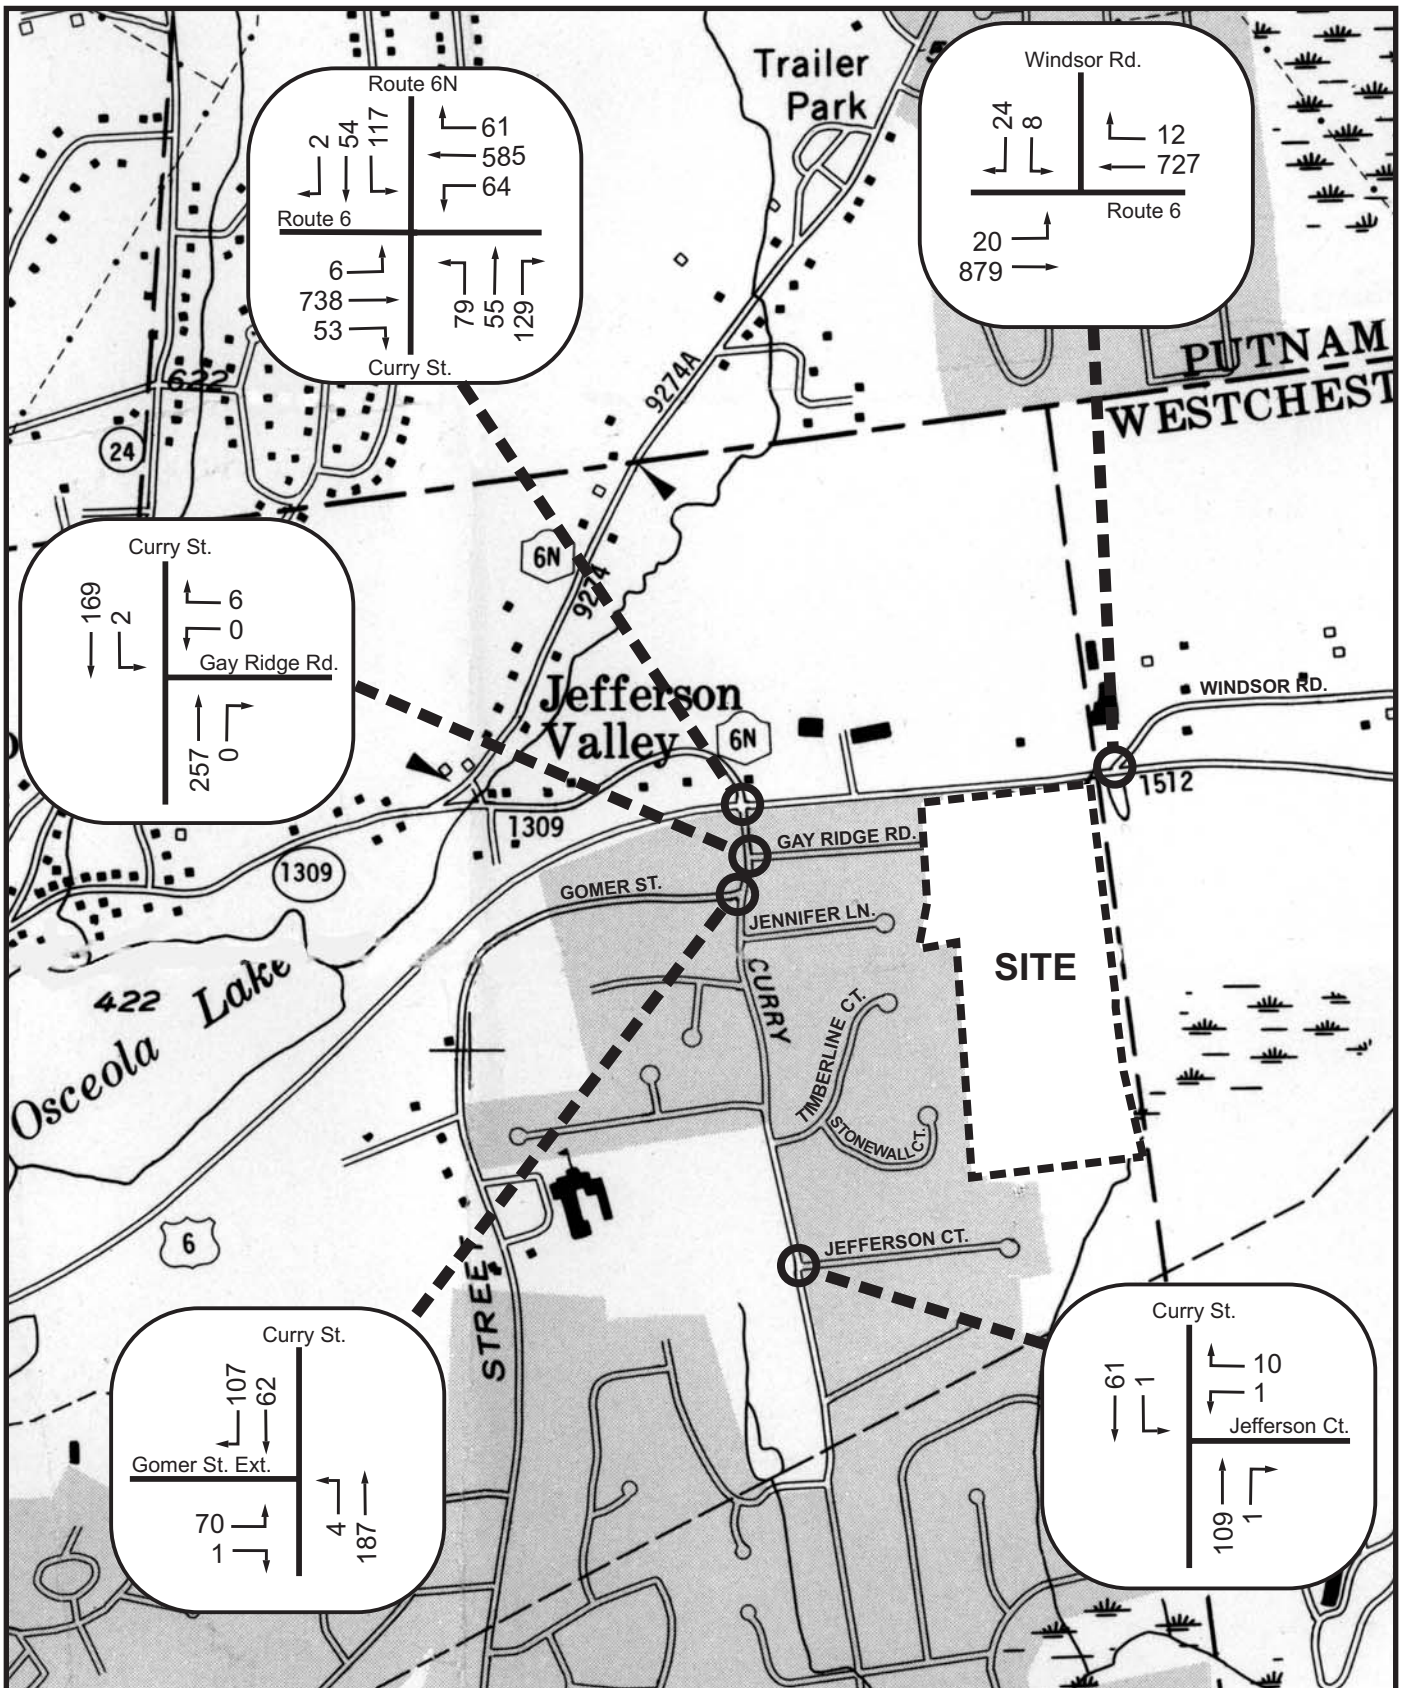 Trailer
Park
5
Route 6N
2
54
117
61
585
64
Route 6
6
738
53
79
55
129
Curry St.
Windsor Rd.
24
8
12
727
Route 6
20
879
PUTNAM
WESTCHEST
622
24
9274A
6N
9274
Curry St.
169
2
6
0
Gay Ridge Rd.
257
0
Jefferson
Valley
6N
WINDSOR RD.
1512
1309
1309
GAY RIDGE RD.
GOMER ST.
JENNIFER LN.
SITE
CURRY
422
Osceola Lake
TIMBERLINE CT.
STONEWALL CT.
6
STREET
JEFFERSON CT.
Curry St.
107
62
Gomer St. Ext.
70
1
4
187
Curry St.
61
1
10
1
Jefferson Ct.
109
1